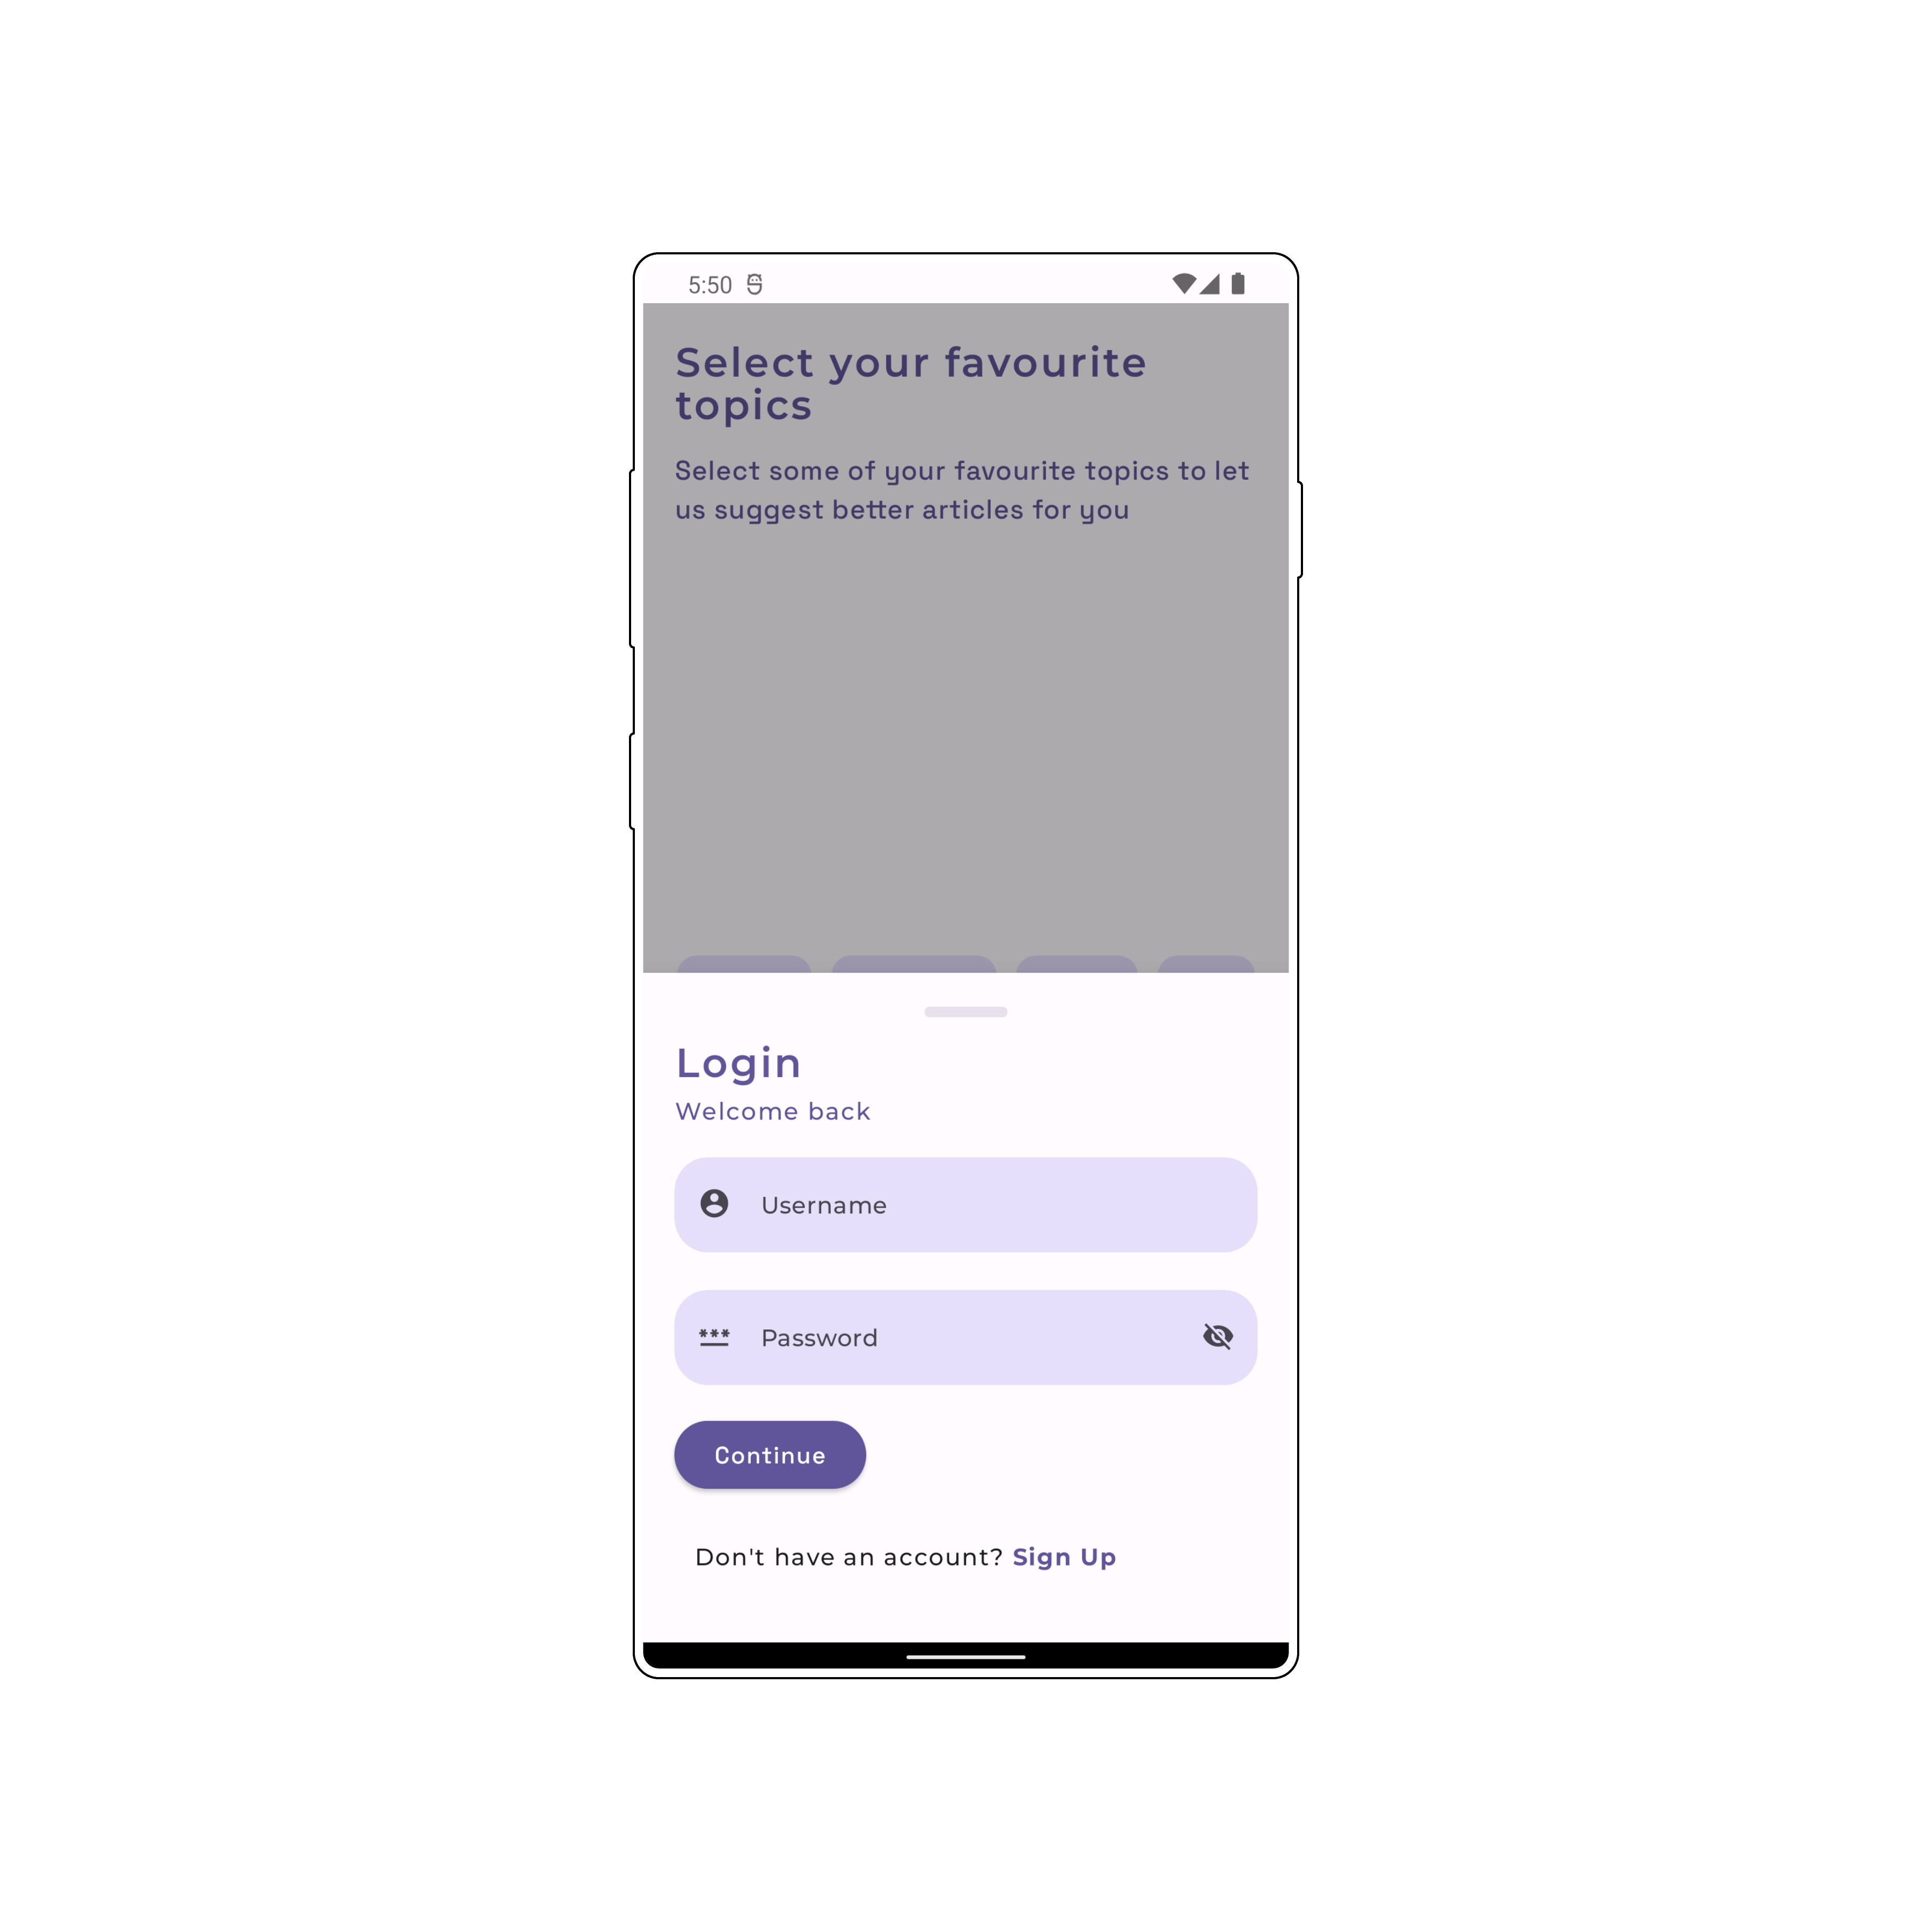 5:50
Select your favourite
topics
Select some of your favourite topics to let
us suggest better articles for you
Login
Welcome back
Username
*** Password
Continue
Don't have an account? Sign Up